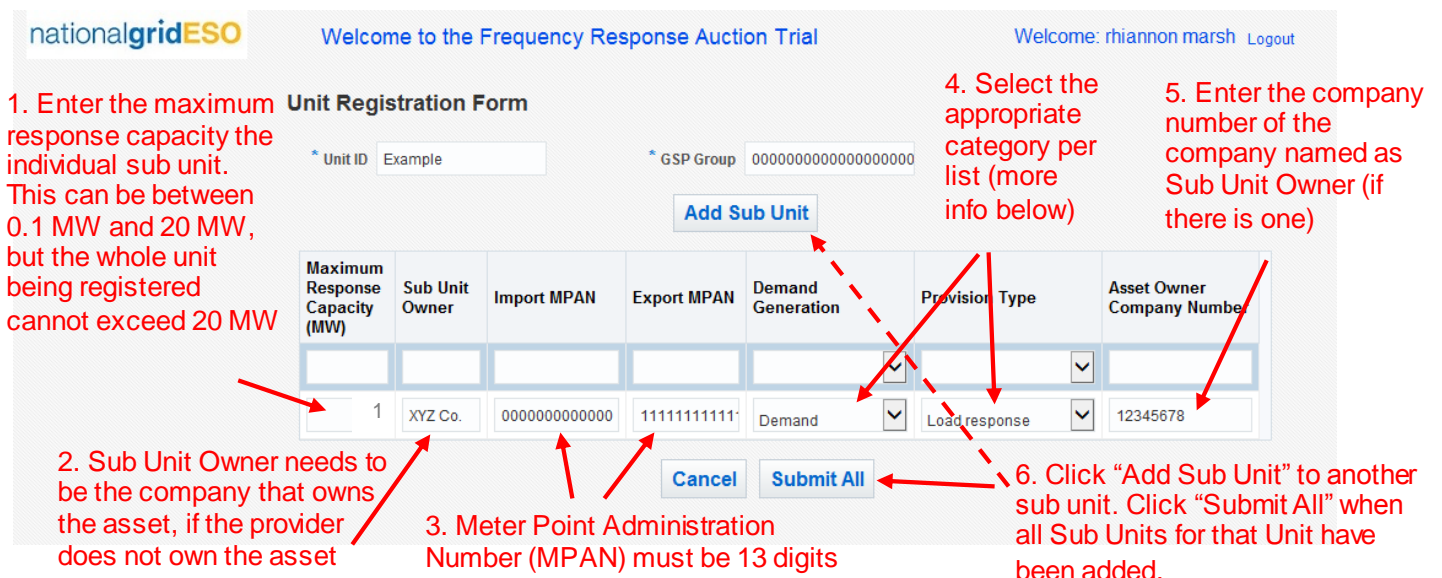 nationalgridESO
Welcome to the Frequency Response Auction Trial
Welcome: rhiannon marsh Logout
1. Enter the maximum
response capacity the
individual sub unit.
This can be between
0.1 MW and 20 MW,
but the whole unit
being registered
cannot exceed 20 MW
Unit Registration Form
* Unit ID Example
* GSP Group 0000000000000000000
4. Select the
appropriate
category per
list (more
info below)
5. Enter the company
number of the
company named as
Sub Unit Owner (if
there is one)
Add Sub Unit
Maximum
Response
Capacity
(MW)
Sub Unit
Owner
Import MPAN
Export MPAN
Demand
Generation
Provision Type
Asset Owner
Company Number
1
XYZ Co.
0000000000000
111111111111
Demand
Load response
12345678
Cancel
Submit All
2. Sub Unit Owner needs to
be the company that owns
the asset, if the provider
does not own the asset
3. Meter Point Administration
Number (MPAN) must be 13 digits
6. Click “Add Sub Unit” to another
sub unit. Click “Submit All” when
all Sub Units for that Unit have
been added.